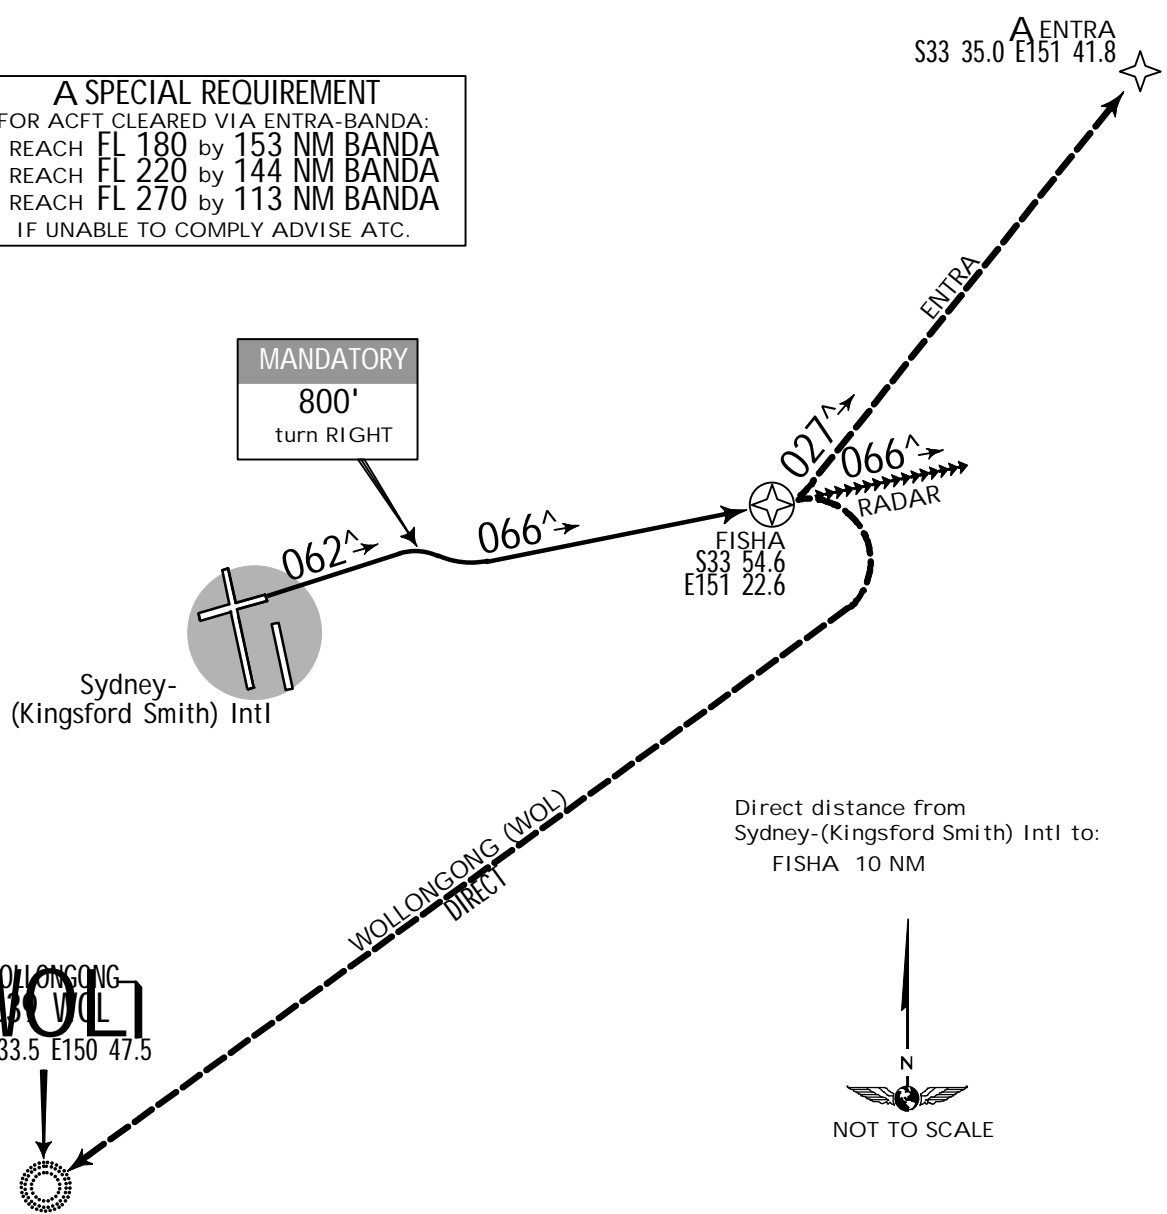 A ENTRA
S33 35.0 E151 41.8
A SPECIAL REQUIREMENT
FOR ACFT CLEARED VIA ENTRA-BANDA:
REACH FL 180 by 153 NM BANDA
REACH FL 220 by 144 NM BANDA
REACH FL 270 by 113 NM BANDA
IF UNABLE TO COMPLY ADVISE ATC.
ENTRA
MANDATORY
800'
turn RIGHT
027^
066^
RADAR
062^
066^
FISHA
S33 54.6
E151 22.6
Sydney-
(Kingsford Smith) Intl
WOLLONGONG (WOL)
DIRECT
Direct distance from
Sydney-(Kingsford Smith) Intl to:
FISHA 10 NM
WOL
33.5 E150 47.5
N
NOT TO SCALE